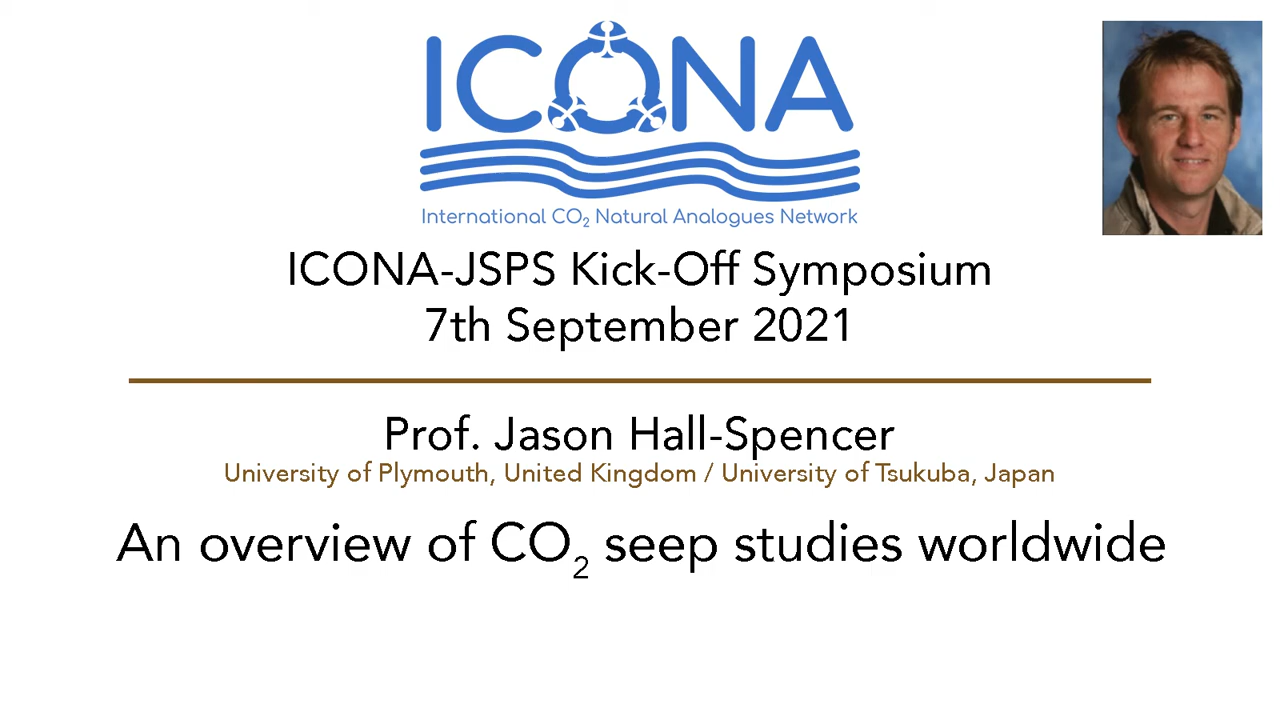 ICONA
International CO₂ Natural Analogues Network
ICONA-JSPS Kick-Off Symposium
7th September 2021
Prof. Jason Hall-Spencer
University of Plymouth, United Kingdom / University of Tsukuba, Japan
An overview of CO₂ seep studies worldwide